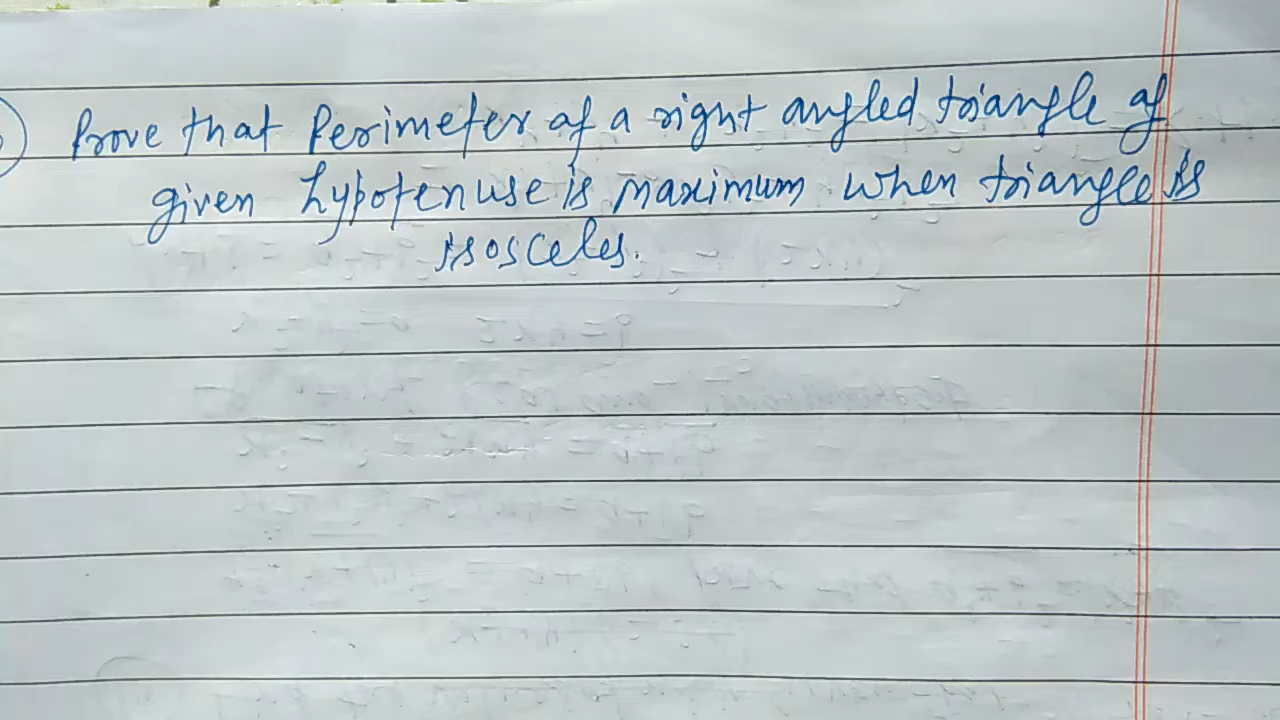 ) Prove that Perimeter of a right angled triangle of
given hypotenuse is maximum when triangle is
isosceles.